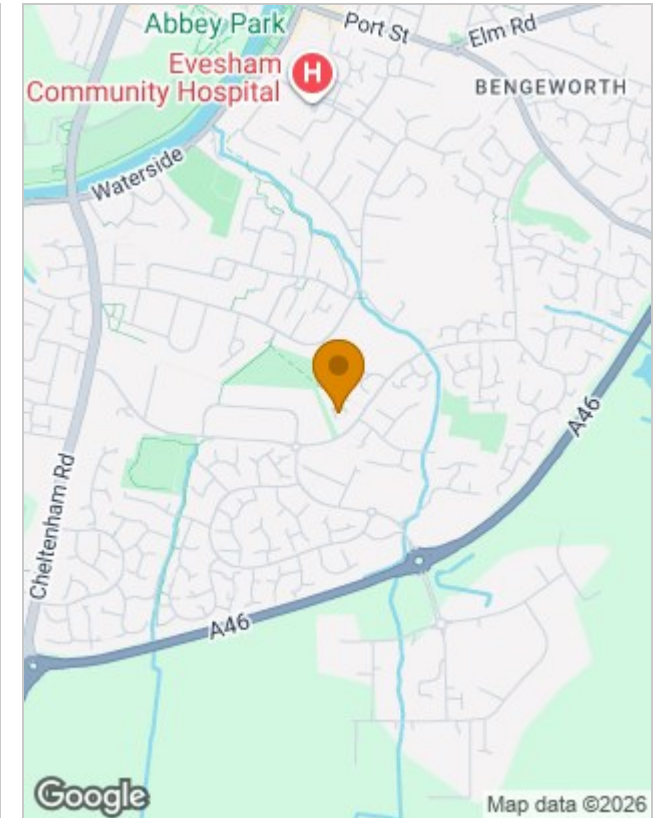 Abbey Park
Port St
Elm Rd
Evesham
Community Hospital
H
BENGEWORTH
Waterside
A46
Cheltenham Rd
A46
Google
Map data ©2026